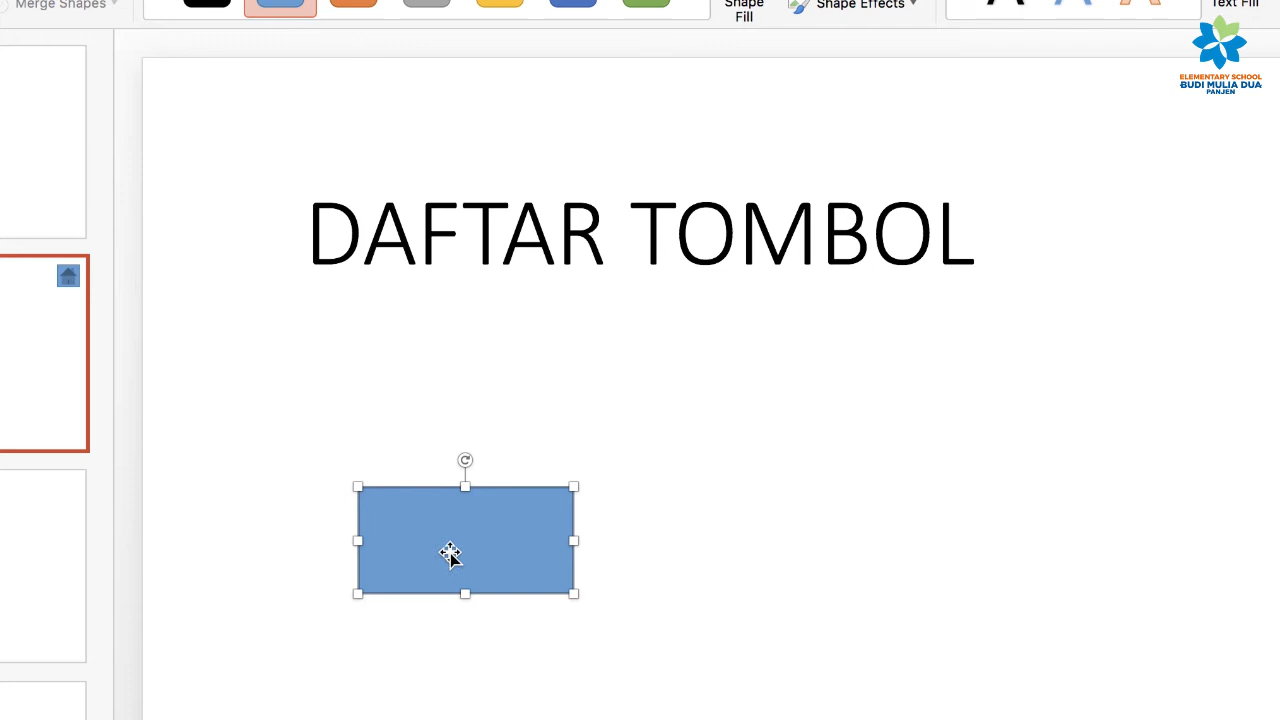 Merge Shapes
Shape
Fill
Shape Effects
Text Fill
ELEMENTARY SCHOOL
BUDI MULIA DUA
PANJEN
DAFTAR TOMBOL